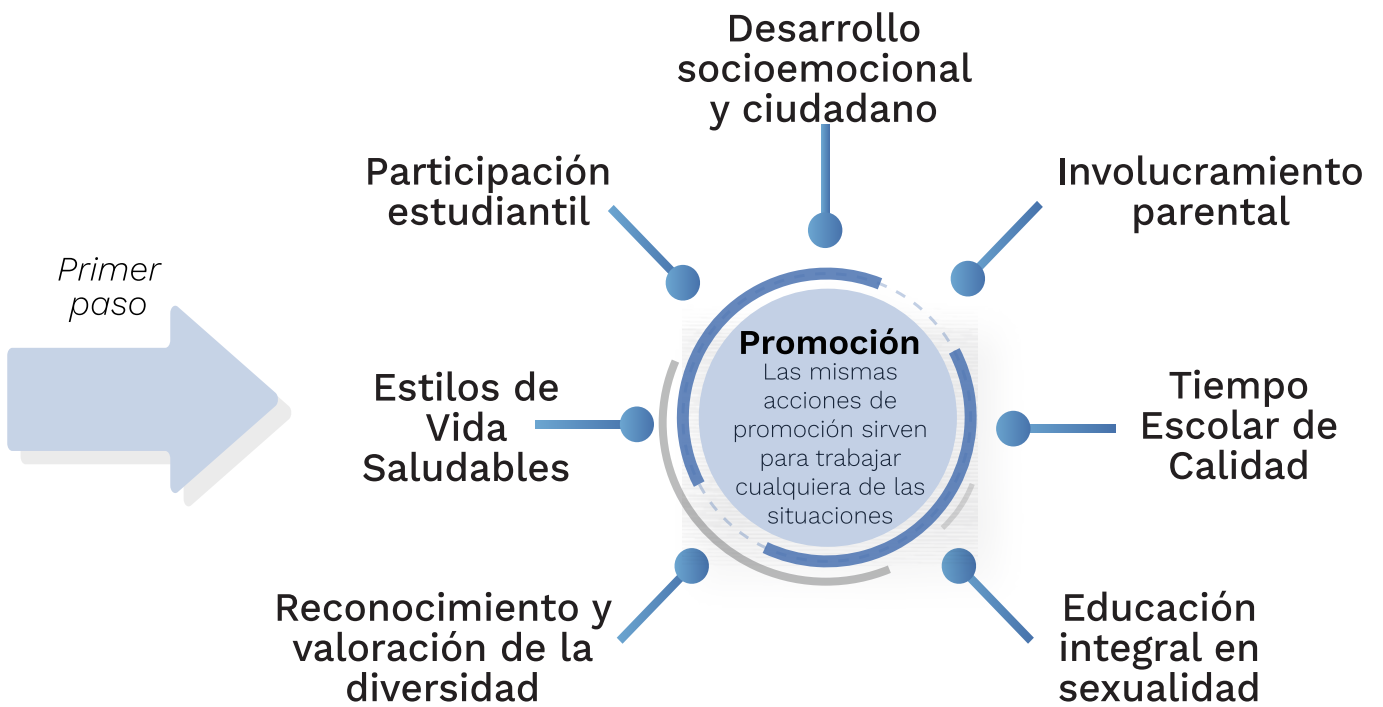 Desarrollo
socioemocional
y ciudadano
Participación
estudiantil
Involucramiento
parental
Primer
paso
Promoción
Las mismas
acciones de
promoción sirven
para trabajar
cualquiera de las
situaciones
Estilos de
Vida
Saludables
Tiempo
Escolar de
Calidad
Reconocimiento y
valoración de la
diversidad
Educación
integral en
sexualidad